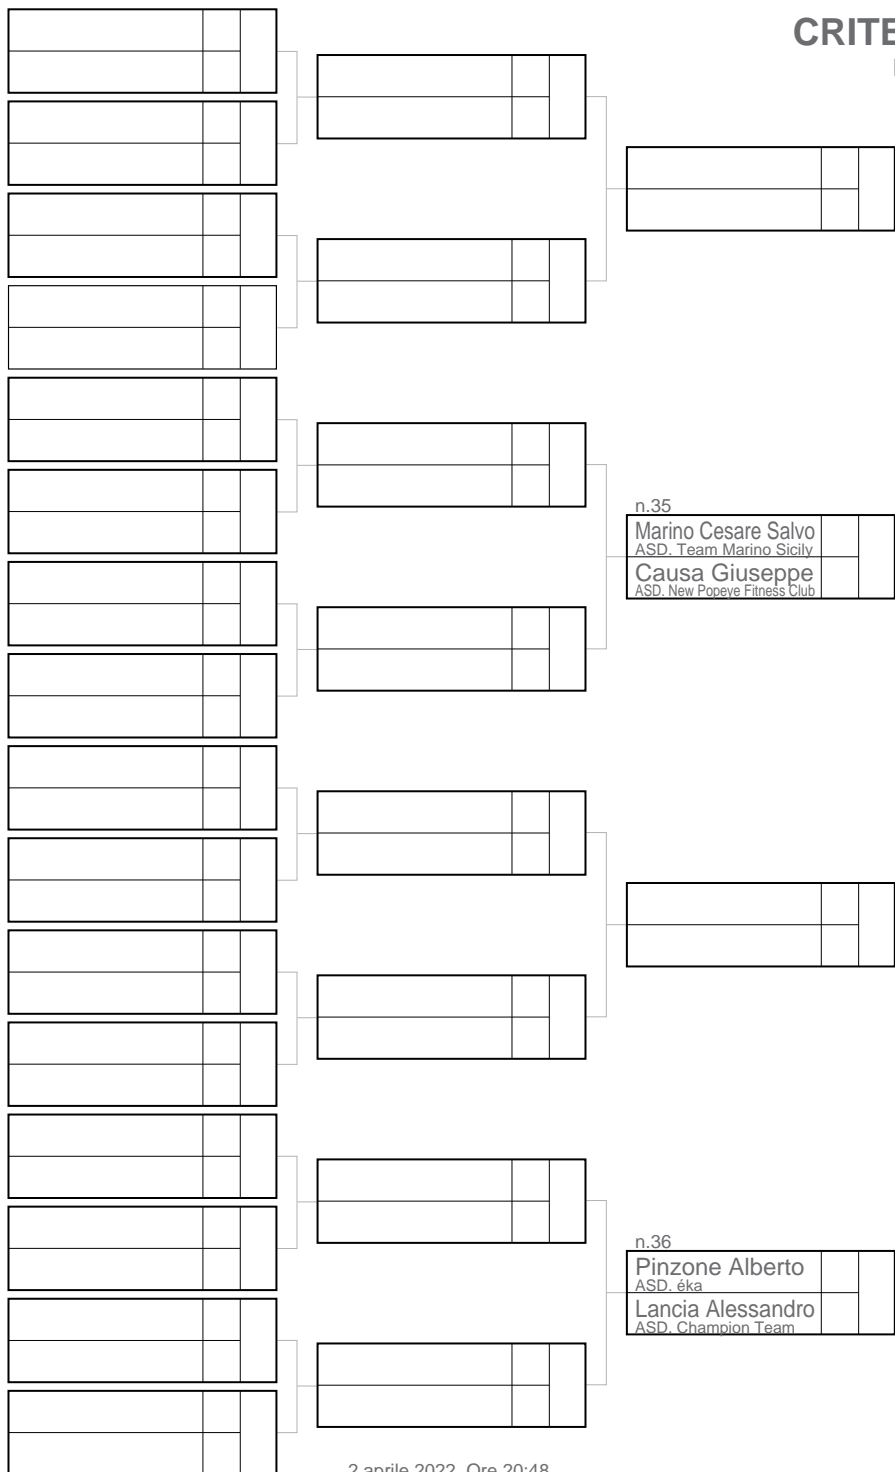 CRITE
n.35
Marino Cesare Salvo
ASD. Team Marino Sicily
Causa Giuseppe
ASD. New Popeye Fitness Club
n.36
Pinzone Alberto
ASD. éka
Lancia Alessandro
ASD. Champion Team
2 aprile 2022 Ore 20:48